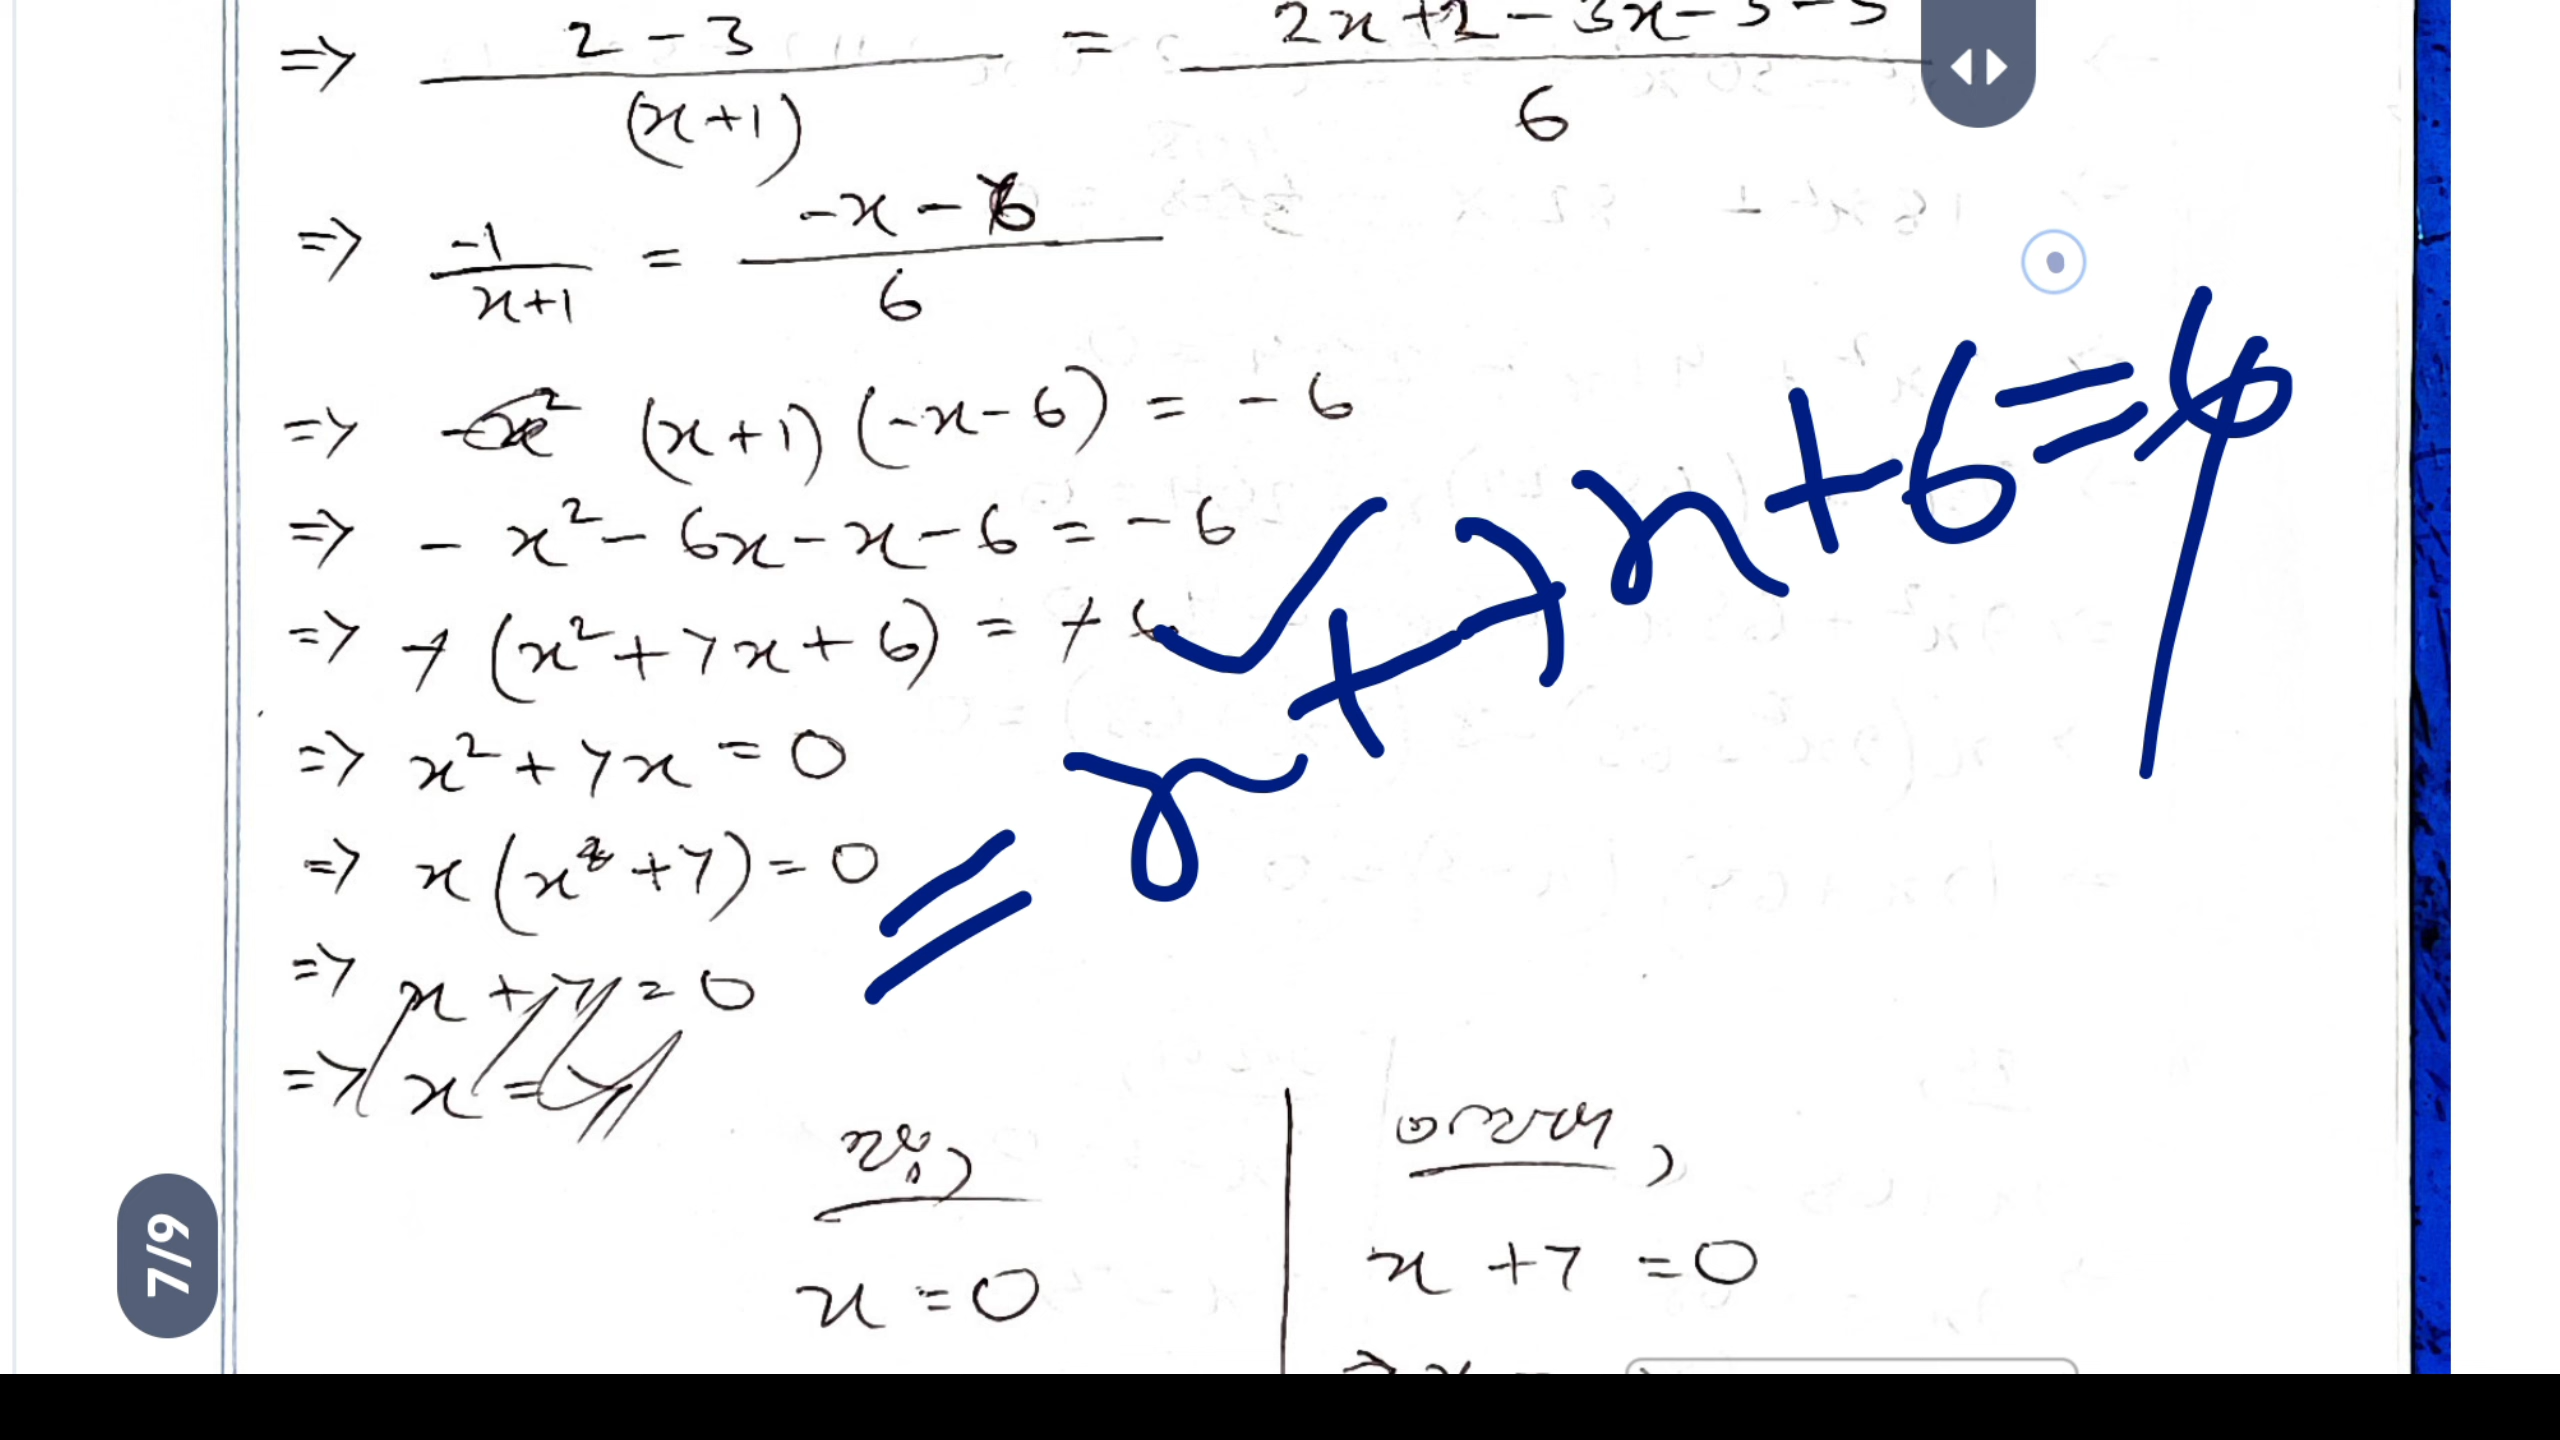 => 2 - 3 / (x+1) = 2x + 2 - 3x - 3 - 5 / 6
=> -1 / x+1 = -x - 6 / 6
=> (x+1) (-x-6) = -6
=> - x² - 6x - x - 6 = -6
=> - (x² + 7x + 6) = - 6
=> x² + 7x = 0
=> x (x + 7) = 0
=> x + 7 = 0
=> x =
হয়,
অথবা,
x = 0
x + 7 = 0
+ 7x + 6 =
7/9